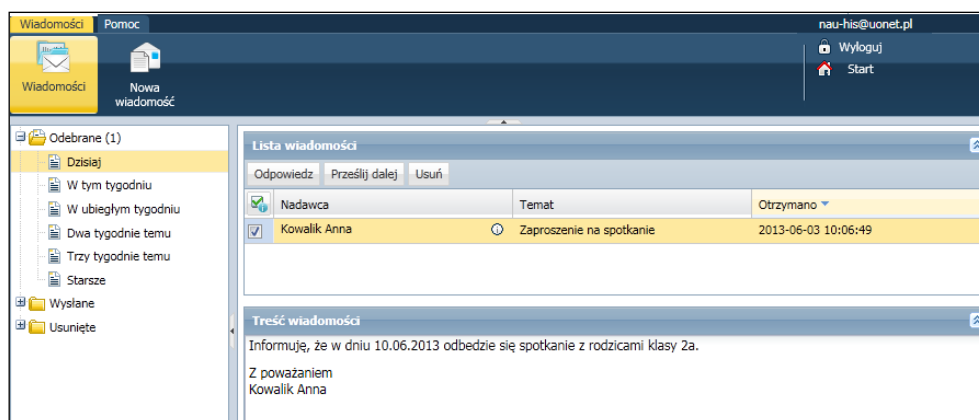 Wiadomości Pomoc nau-his@uonet.pl
Wyloguj
Start
Wiadomości
Nowa
wiadomość
Odebrane (1)
Dzisiaj
W tym tygodniu
W ubiegłym tygodniu
Dwa tygodnie temu
Trzy tygodnie temu
Starsze
Wysłane
Usunięte
Lista wiadomości
Odpowiedz Prześlij dalej Usuń
Nadawca Temat Otrzymano
Kowalik Anna Zaproszenie na spotkanie 2013-06-03 10:06:49
Treść wiadomości
Informuję, że w dniu 10.06.2013 odbedzie się spotkanie z rodzicami klasy 2a.
Z poważaniem
Kowalik Anna